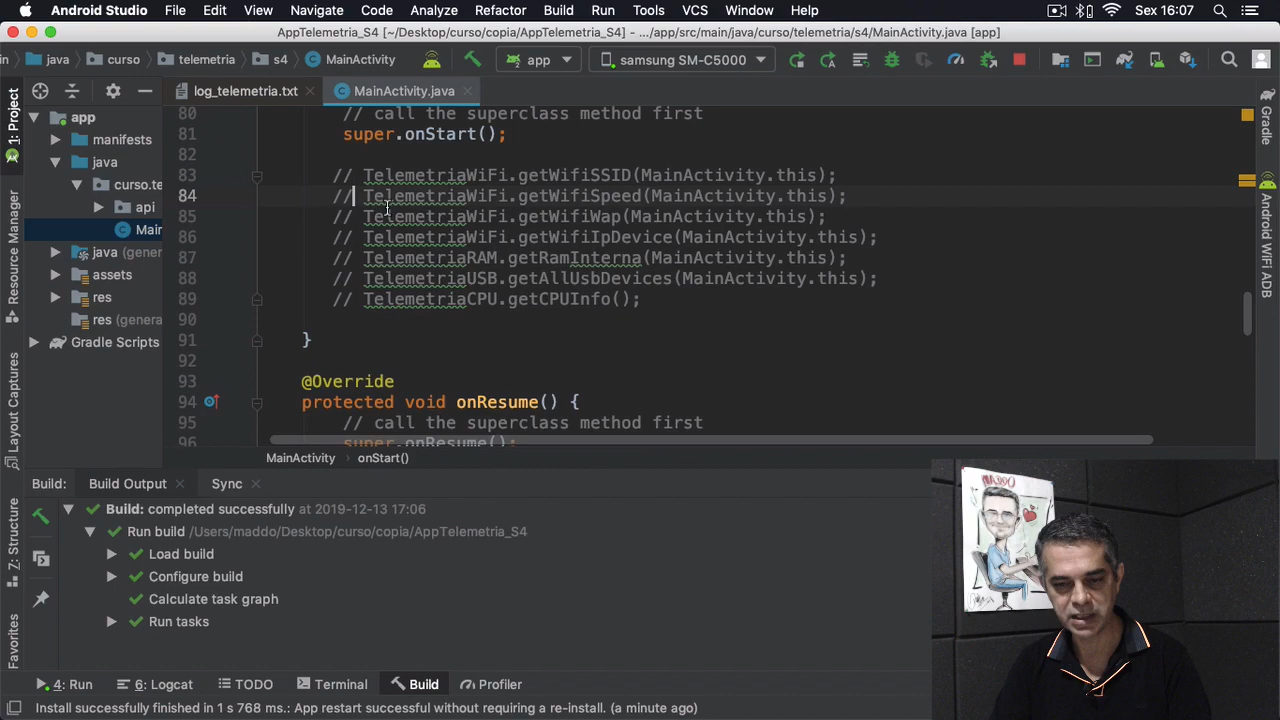 Android Studio File Edit View Navigate Code Analyze Refactor Build Run Tools VCS Window Help Sex 16:07
AppTelemetria_S4 [~/Desktop/curso/copia/AppTelemetria_S4] - .../app/src/main/java/curso/telemetria/s4/MainActivity.java [app]
java curso telemetria s4 MainActivity app samsung SM-C5000
log_telemetria.txt MainActivity.java
1: Project
Resource Manager
Layout Captures
7: Structure
Favorites
app
manifests
java
curso.te
api
Mair
java (gener
assets
res
res (genera
Gradle Scripts
80 // call the superclass method first
81 super.onStart();
82
83 // TelemetriaWiFi.getWifiSSID(MainActivity.this);
84 // TelemetriaWiFi.getWifiSpeed(MainActivity.this);
85 // TelemetriaWiFi.getWifiWap(MainActivity.this);
86 // TelemetriaWiFi.getWifiIpDevice(MainActivity.this);
87 // TelemetriaRAM.getRamInterna(MainActivity.this);
88 // TelemetriaUSB.getAllUsbDevices(MainActivity.this);
89 // TelemetriaCPU.getCPUInfo();
90
91 }
92
93 @Override
94 protected void onResume() {
95 // call the superclass method first
96 super.onResume();
MainActivity › onStart()
Gradle
Android WiFi ADB
Build: Build Output Sync
Build: completed successfully at 2019-12-13 17:06
Run build /Users/maddo/Desktop/curso/copia/AppTelemetria_S4
Load build
Configure build
Calculate task graph
Run tasks
4: Run 6: Logcat TODO Terminal Build Profiler
Install successfully finished in 1 s 768 ms.: App restart successful without requiring a re-install. (a minute ago)